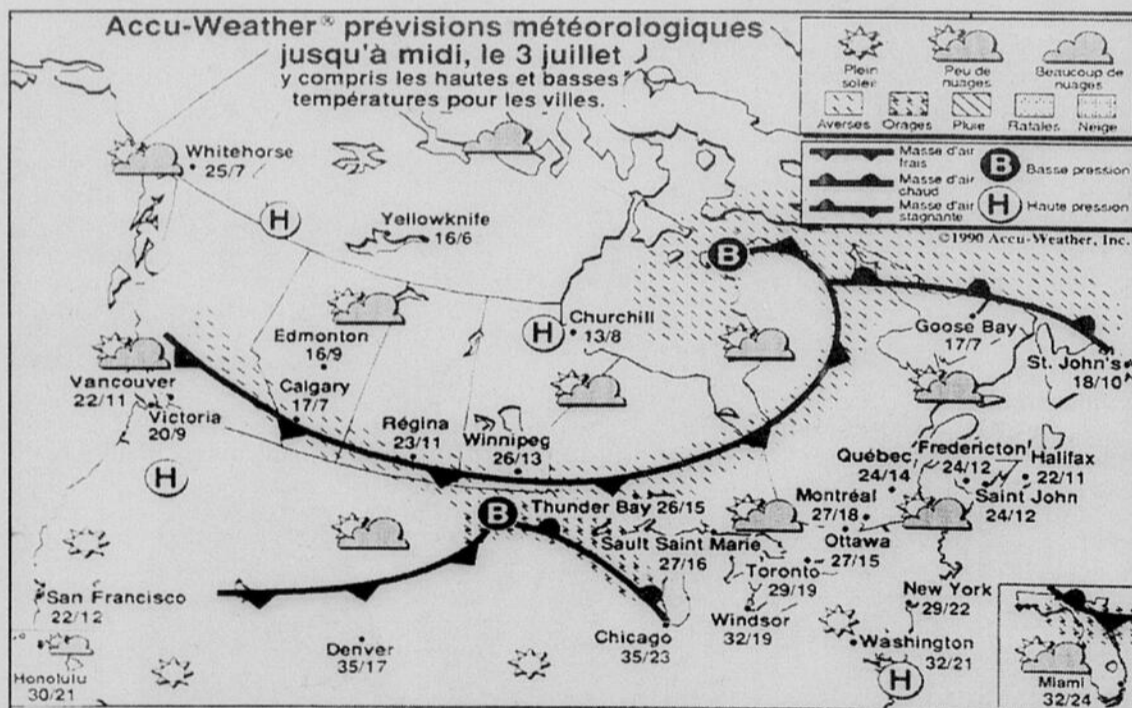 Accu-Weather® prévisions météorologiques
jusqu'à midi, le 3 juillet
y compris les hautes et basses
températures pour les villes.
Plein
soleil
Peu de
nuages
Beaucoup de
nuages
Averses
Orages
Pluie
Rafales
Neige
Masse d'air
frais
Masse d'air
chaud
Masse d'air
stagnante
B
Basse pression
H
Haute pression
©1990 Accu-Weather, Inc.
Whitehorse
25/7
H
Yellowknife
16/6
B
Edmonton
16/9
H
Churchill
13/8
Goose Bay
17/7
St. John's
18/10
Vancouver
22/11
Victoria
20/9
Calgary
17/7
Régina
23/11
Winnipeg
26/13
H
Québec
24/14
Fredericton
24/12
Halifax
22/11
Saint John
24/12
Montréal
27/18
B
Thunder Bay 26/15
Sault Saint Marie
27/16
Ottawa
27/15
Toronto
29/19
San Francisco
22/12
Windsor
32/19
New York
29/22
Denver
35/17
Chicago
35/23
Washington
32/21
H
Honolulu
30/21
Miami
32/24